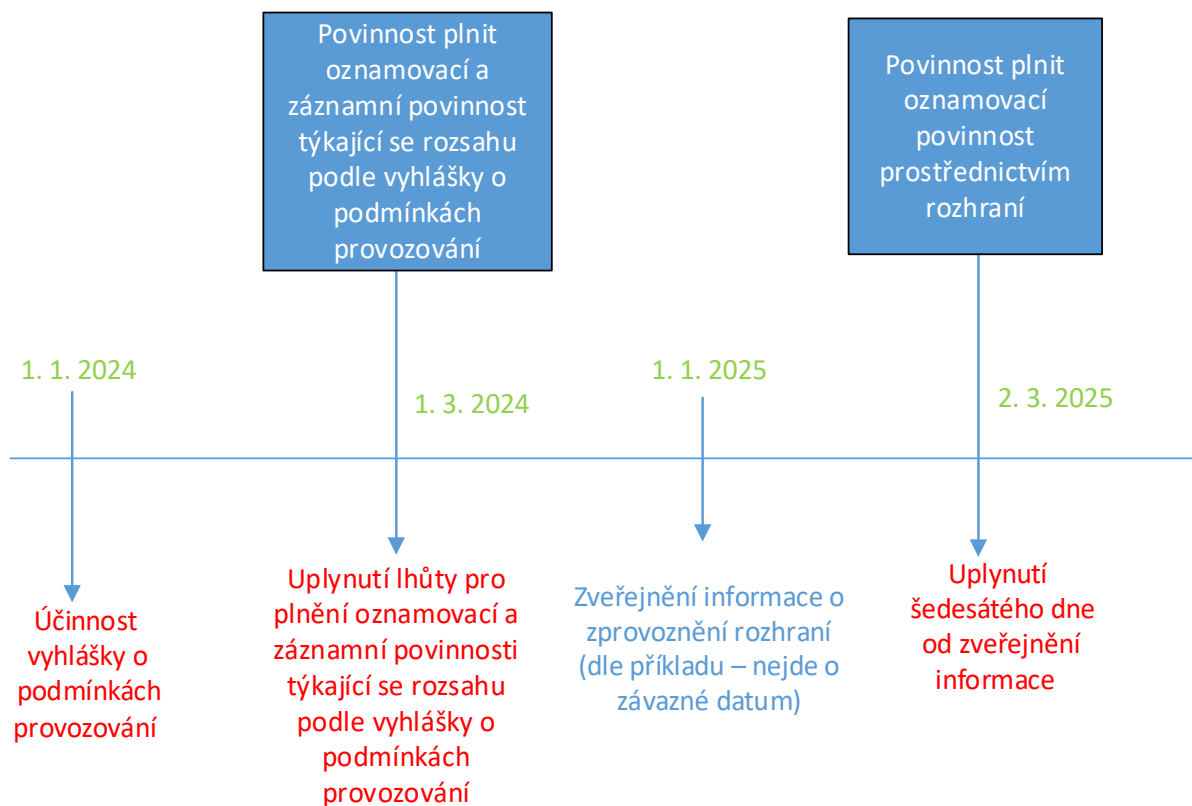 Povinnost plnit
oznamovací a
záznamní povinnost
týkající se rozsahu
podle vyhlášky o
podmínkách
provozování
Povinnost plnit
oznamovací
povinnost
prostřednictvím
rozhraní
1. 1. 2024
1. 3. 2024
1. 1. 2025
2. 3. 2025
Účinnost
vyhlášky o
podmínkách
provozování
Uplynutí lhůty pro
plnění oznamovací a
záznamní povinnosti
týkající se rozsahu
podle vyhlášky o
podmínkách
provozování
Zveřejnění informace o
zprovoznění rozhraní
(dle příkladu – nejde o
závazné datum)
Uplynutí
šedesátého dne
od zveřejnění
informace